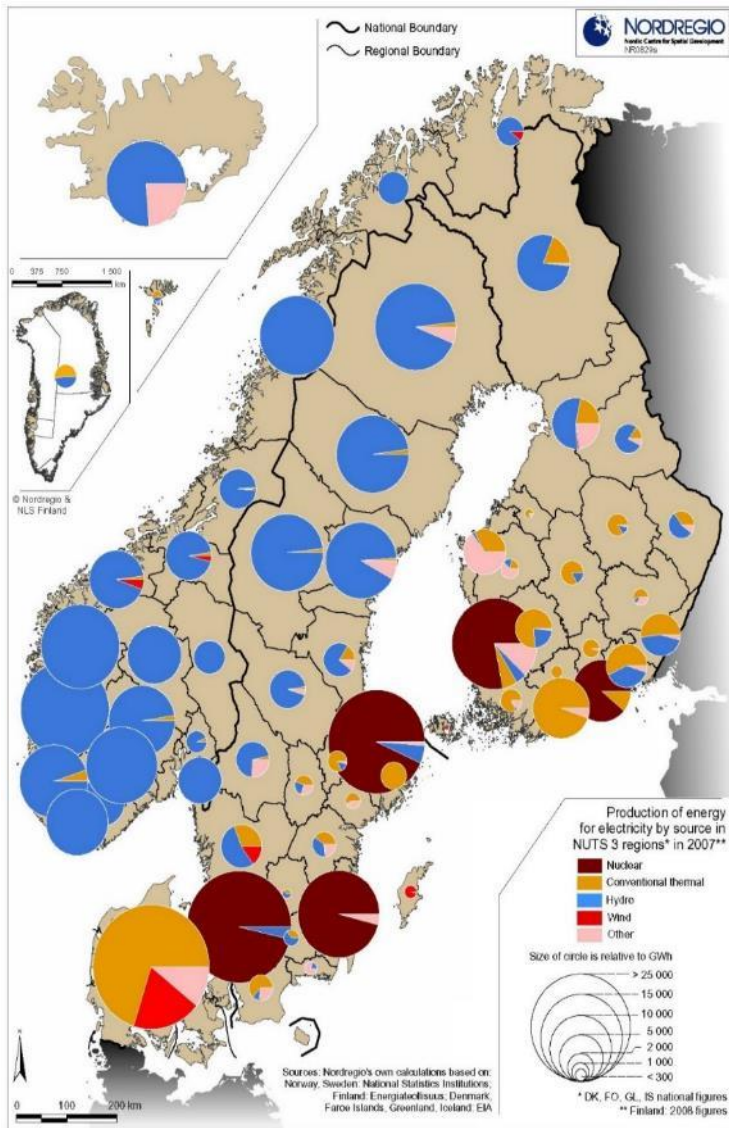 National Boundary
Regional Boundary
NORDREGIO
Nordic Centre for Spatial Development
NR0829a
0 375 750 1 500
km
© Nordregio &
NLS Finland
Production of energy
for electricity by source in
NUTS 3 regions* in 2007**
Nuclear
Conventional thermal
Hydro
Wind
Other
Size of circle is relative to GWh
> 25 000
15 000
10 000
5 000
2 000
1 000
< 300
* DK, FO, GL, IS national figures
** Finland: 2008 figures
Sources: Nordregio's own calculations based on:
Norway, Sweden: National Statistics Institutions;
Finland: Energiateollisuus; Denmark,
Faroe Islands, Greenland, Iceland: EIA
0 100 200 km